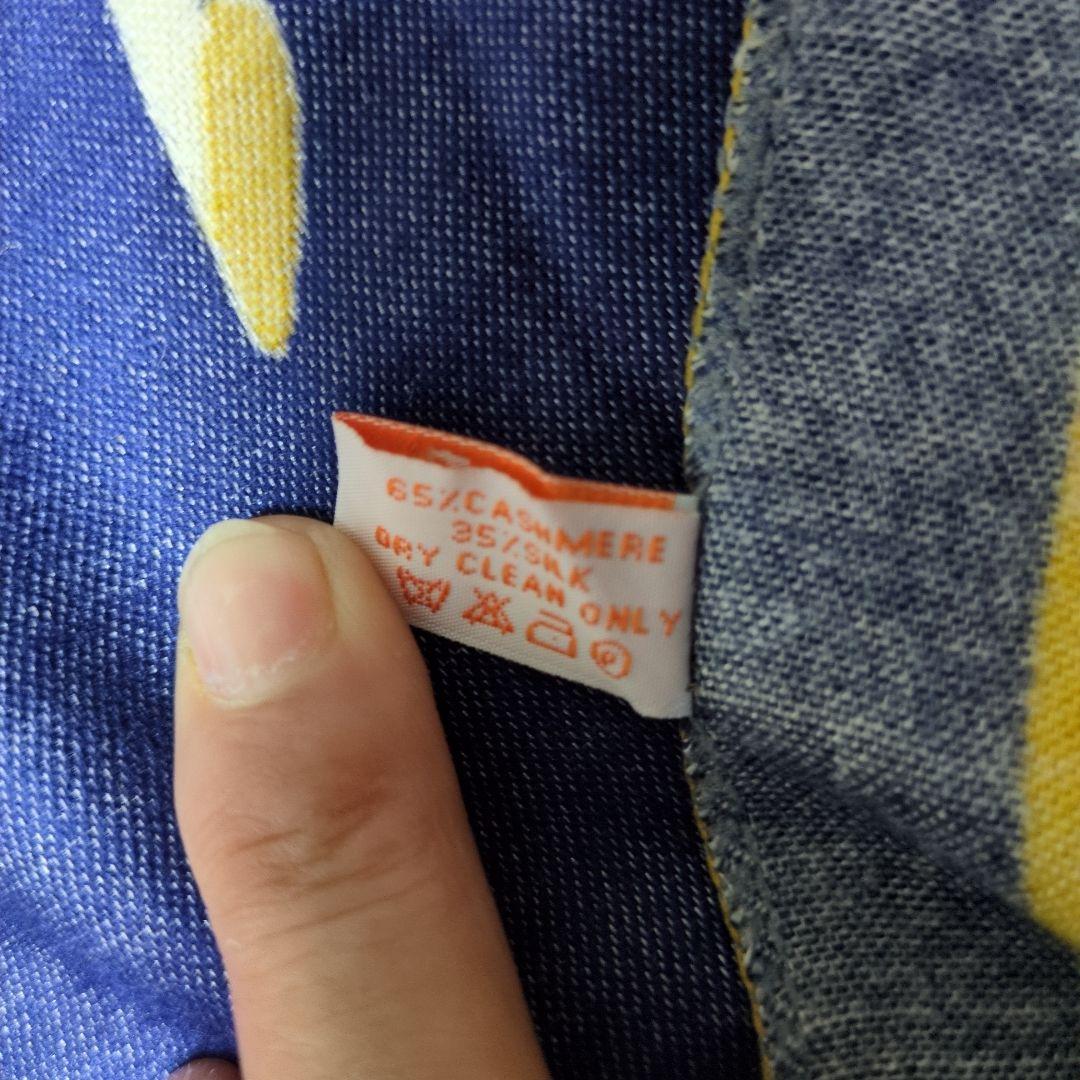 65%CASHMERE
35%SILK
DRY CLEAN ONLY
P